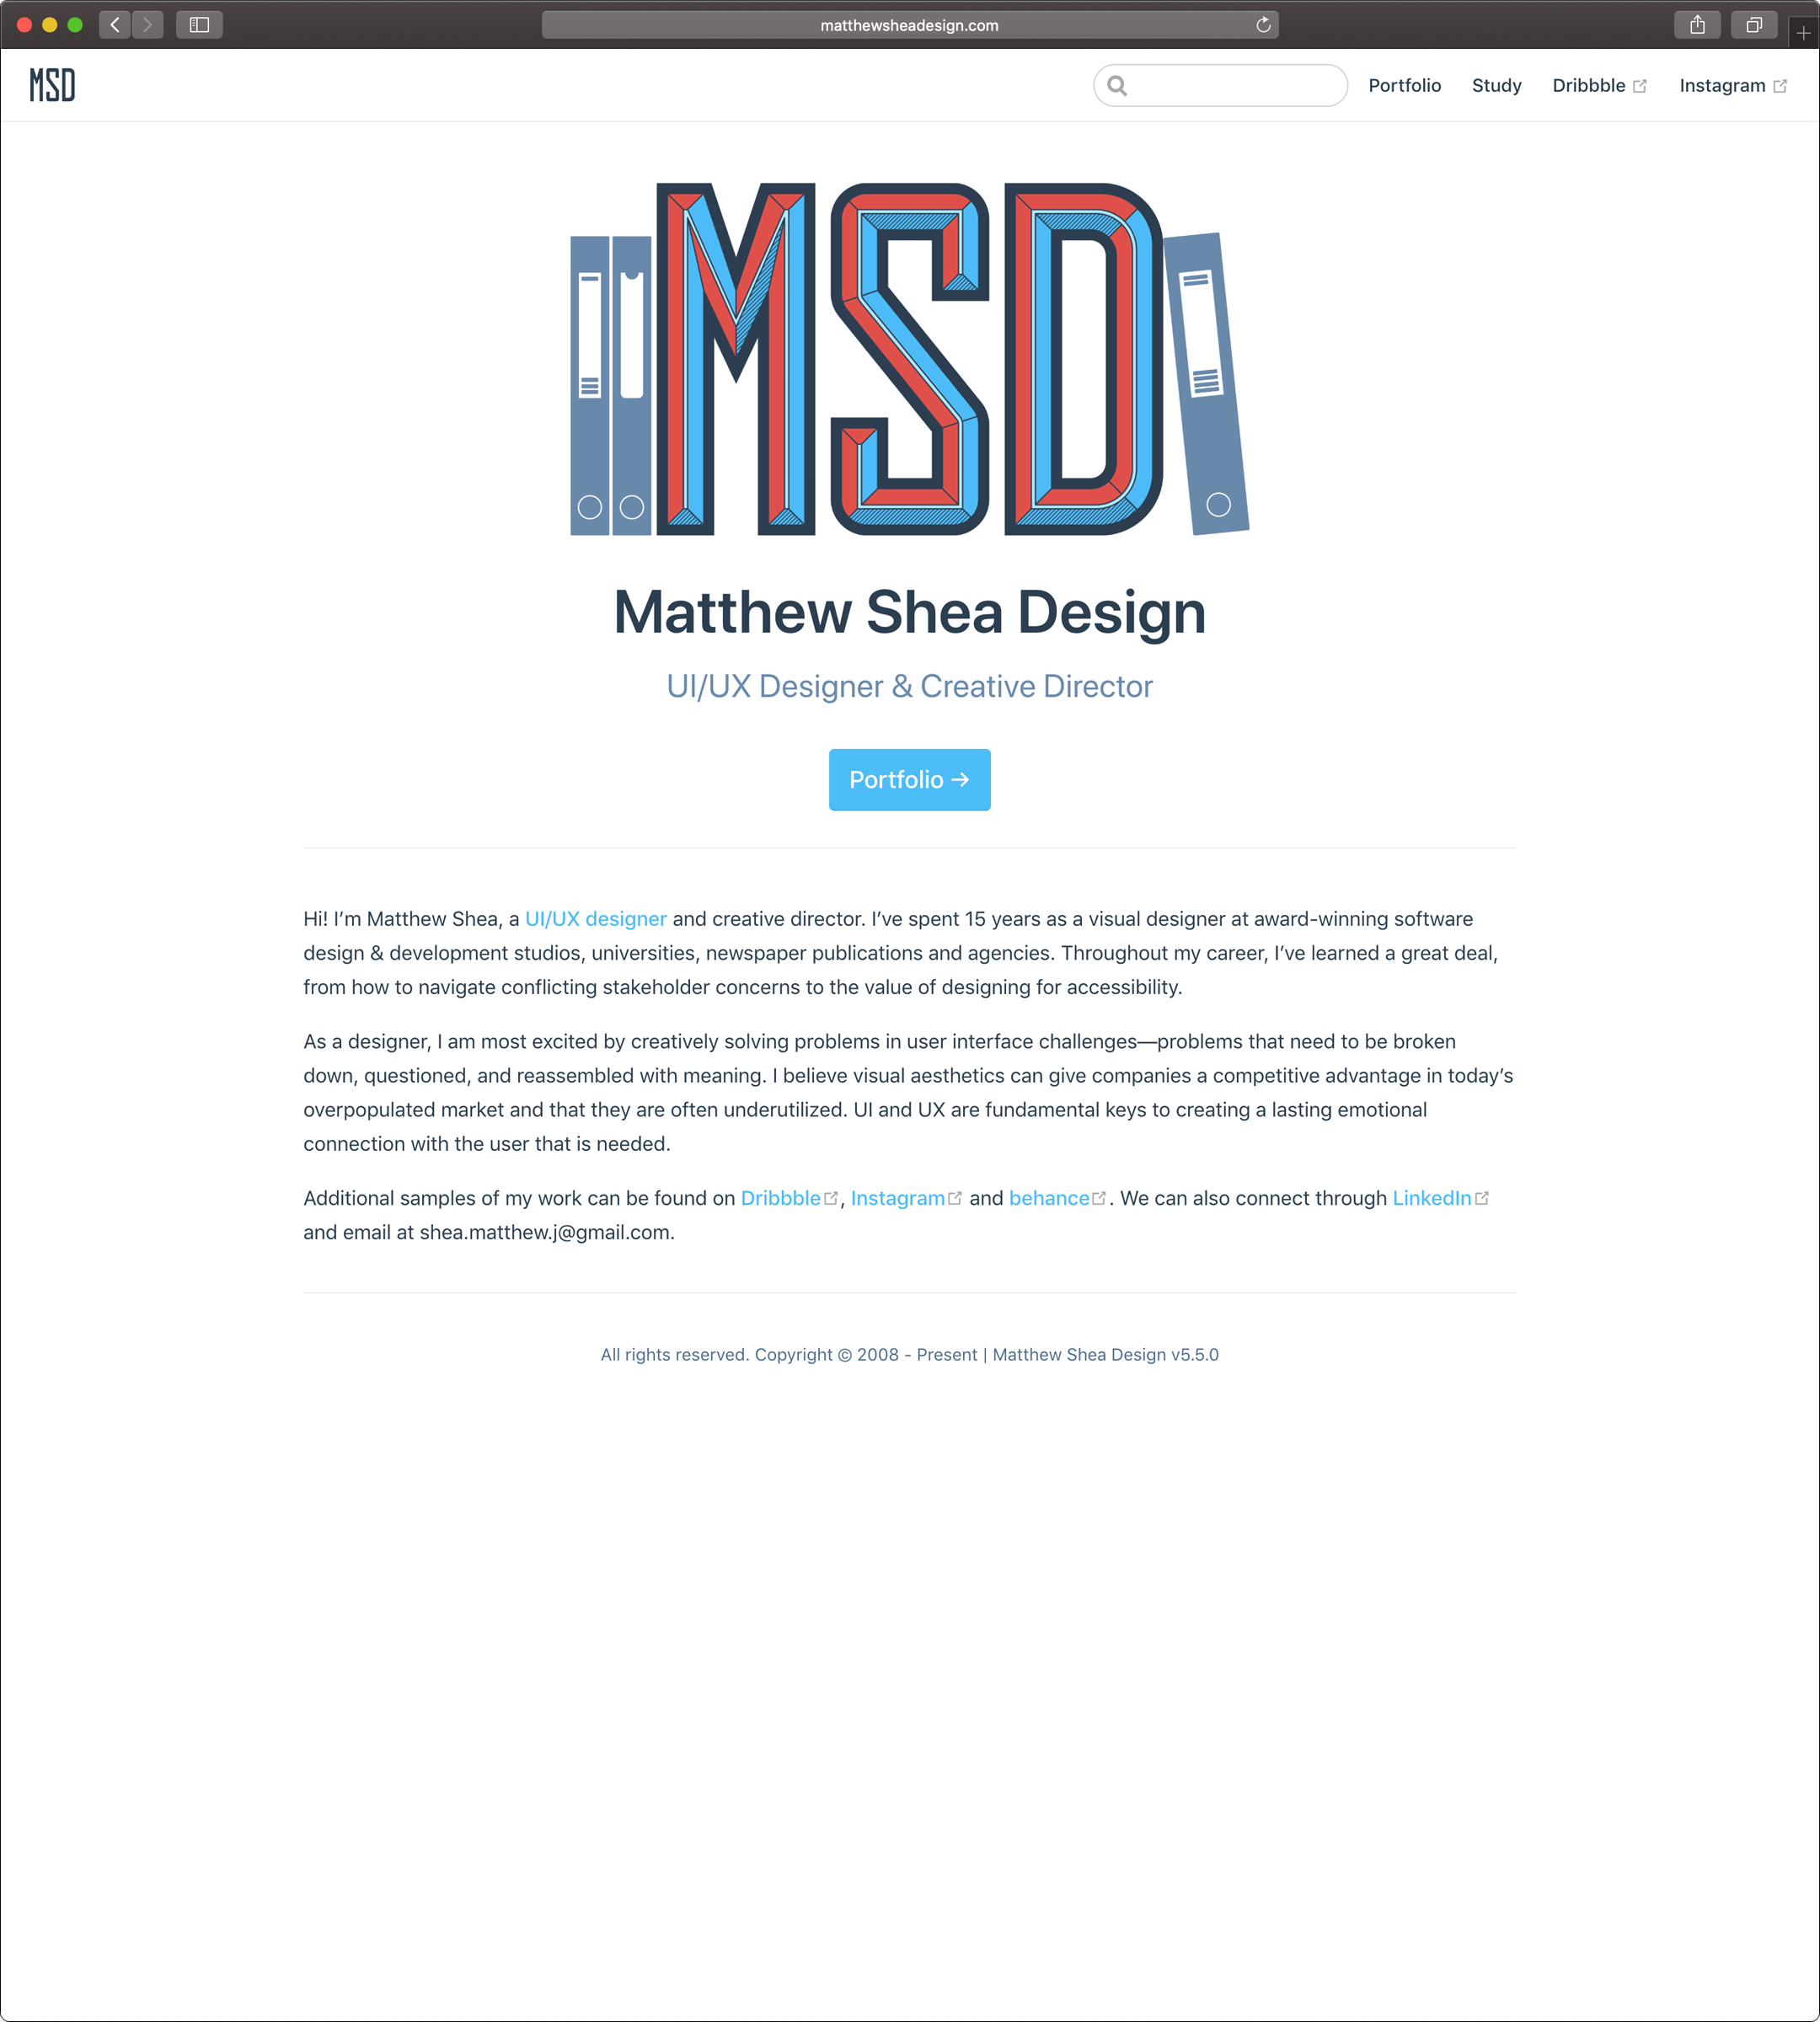 matthewsheadesign.com
MSD
Portfolio Study Dribbble Instagram
MSD
Matthew Shea Design
UI/UX Designer & Creative Director
Portfolio →
Hi! I’m Matthew Shea, a UI/UX designer and creative director. I’ve spent 15 years as a visual designer at award-winning software
design & development studios, universities, newspaper publications and agencies. Throughout my career, I’ve learned a great deal,
from how to navigate conflicting stakeholder concerns to the value of designing for accessibility.
As a designer, I am most excited by creatively solving problems in user interface challenges—problems that need to be broken
down, questioned, and reassembled with meaning. I believe visual aesthetics can give companies a competitive advantage in today’s
overpopulated market and that they are often underutilized. UI and UX are fundamental keys to creating a lasting emotional
connection with the user that is needed.
Additional samples of my work can be found on Dribbble, Instagram and behance. We can also connect through LinkedIn
and email at shea.matthew.j@gmail.com.
All rights reserved. Copyright © 2008 - Present | Matthew Shea Design v5.5.0